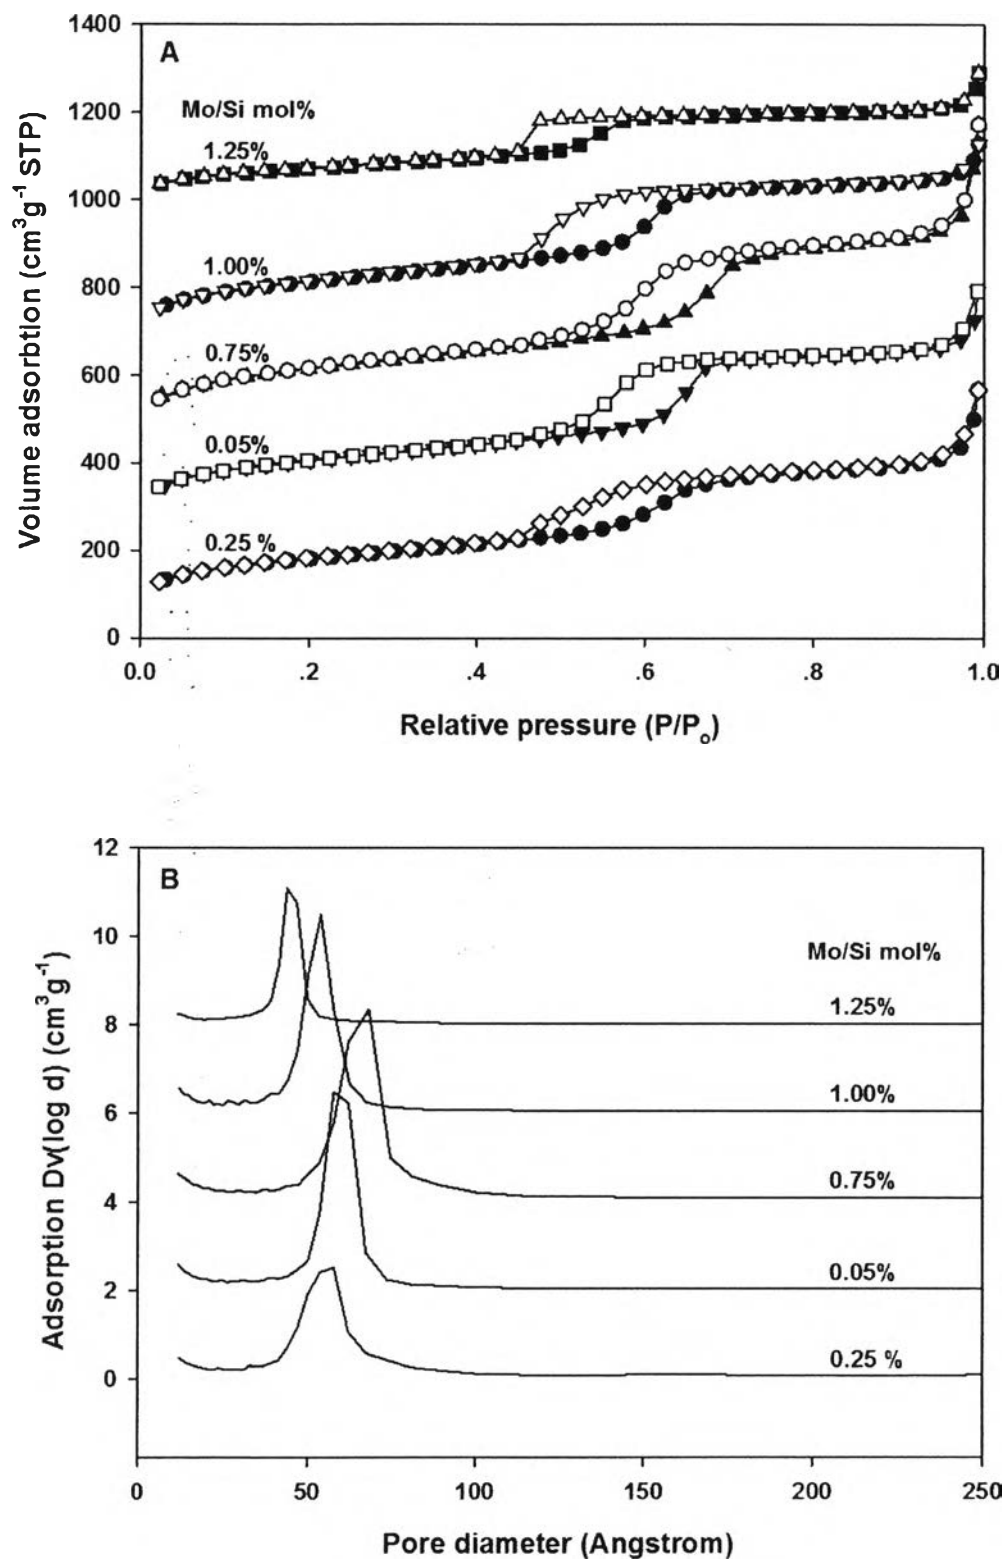 1400
A
1200
Mo/Si mol%
1.25%
1000
1.00%
800
0.75%
600
0.05%
400
0.25 %
200
0
Volume adsorbtion (cm³g⁻¹ STP)
0.0 .2 .4 .6 .8 1.0
Relative pressure (P/Pₒ)
12
B
10
Mo/Si mol%
8
1.25%
6
1.00%
4
0.75%
2
0.05%
0
0.25 %
Adsorption Dv(log d) (cm³g⁻¹)
0 50 100 150 200 250
Pore diameter (Angstrom)